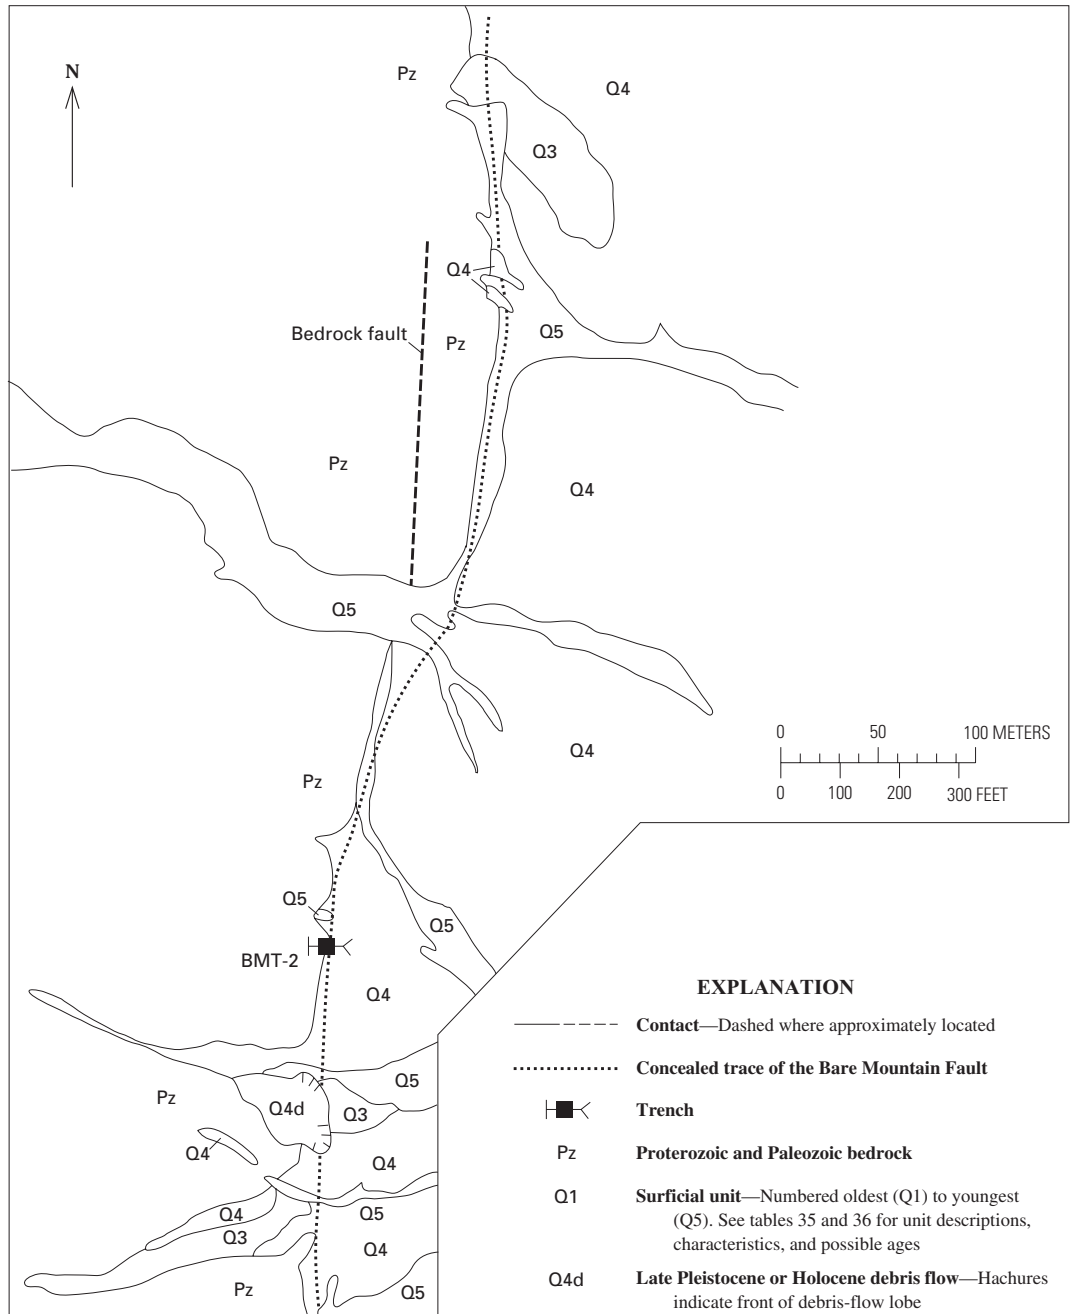 N
Pz
Q4
Q3
Q4
Bedrock fault
Pz
Q5
Pz
Q4
Q5
Q4
0 50 100 METERS
0 100 200 300 FEET
Pz
Q5
Q5
BMT-2
Q4
Q5
Pz
Q4d
Q3
Q4
Q4
Q4
Q5
Q3
Q4
Pz
Q5
EXPLANATION
Contact—Dashed where approximately located
Concealed trace of the Bare Mountain Fault
Trench
Pz Proterozoic and Paleozoic bedrock
Q1 Surficial unit—Numbered oldest (Q1) to youngest
(Q5). See tables 35 and 36 for unit descriptions,
characteristics, and possible ages
Q4d Late Pleistocene or Holocene debris flow—Hachures
indicate front of debris-flow lobe